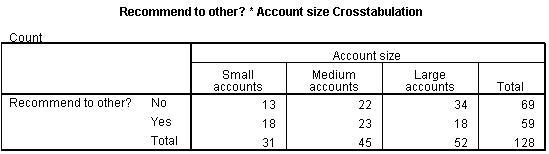 Recommend to other? * Account size Crosstabulation
Count
Account size
Small accounts Medium accounts Large accounts Total
Recommend to other? No 13 22 34 69
Yes 18 23 18 59
Total 31 45 52 128